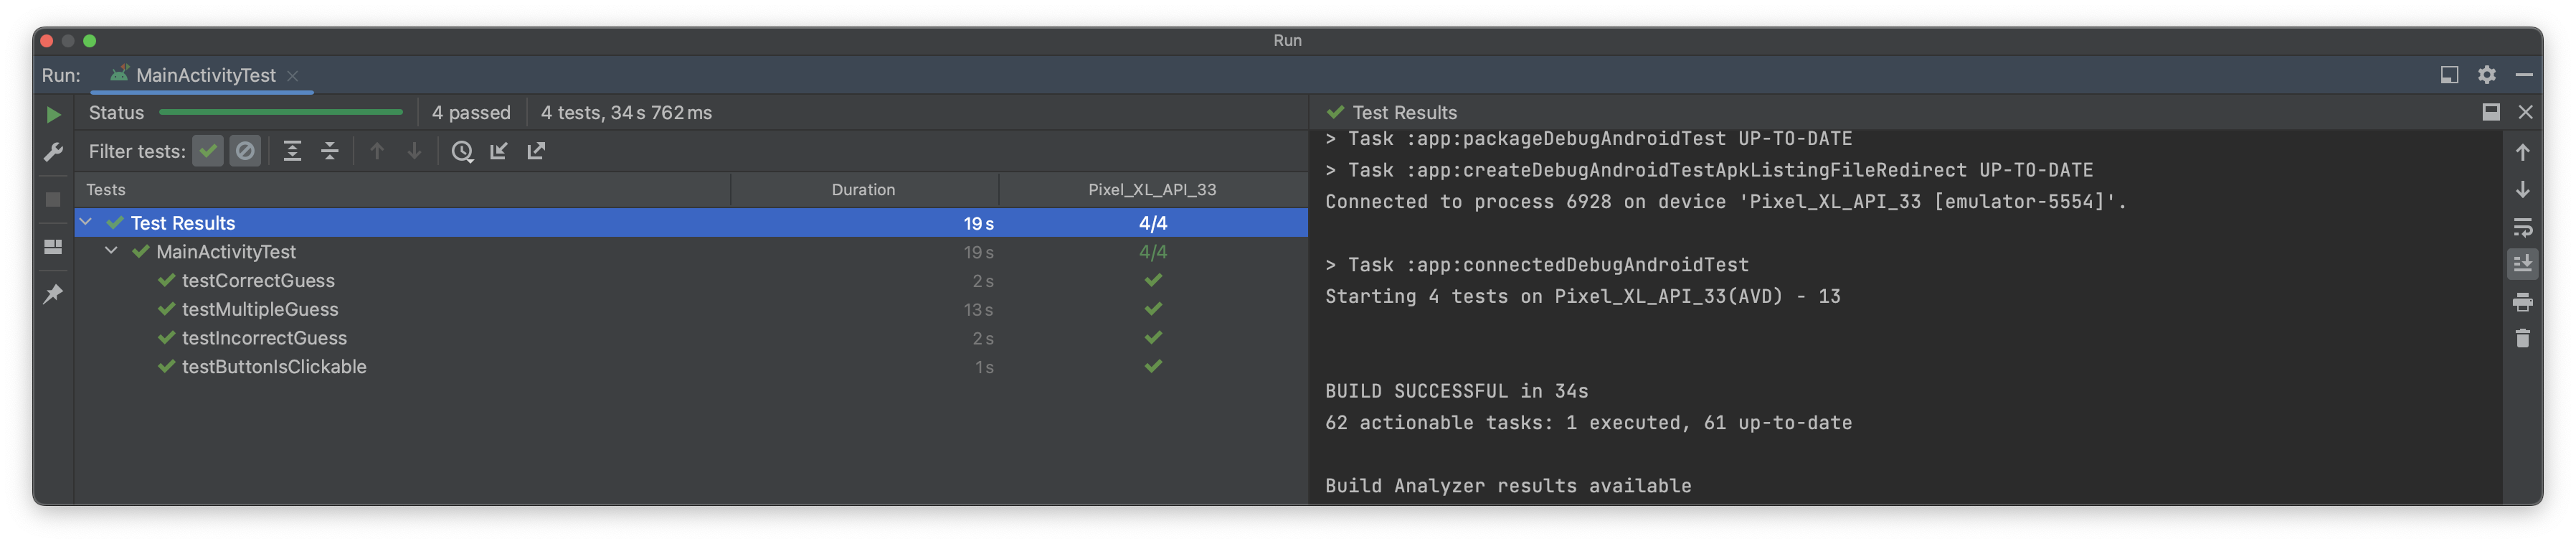 Run
Run: MainActivityTest
Status 4 passed 4 tests, 34 s 762 ms
Filter tests:
Tests Duration Pixel_XL_API_33
Test Results 19 s 4/4
MainActivityTest 19 s 4/4
testCorrectGuess 2 s
testMultipleGuess 13 s
testIncorrectGuess 2 s
testButtonIsClickable 1 s
Test Results
> Task :app:packageDebugAndroidTest UP-TO-DATE
> Task :app:createDebugAndroidTestApkListingFileRedirect UP-TO-DATE
Connected to process 6928 on device 'Pixel_XL_API_33 [emulator-5554]'.
> Task :app:connectedDebugAndroidTest
Starting 4 tests on Pixel_XL_API_33(AVD) - 13
BUILD SUCCESSFUL in 34s
62 actionable tasks: 1 executed, 61 up-to-date
Build Analyzer results available